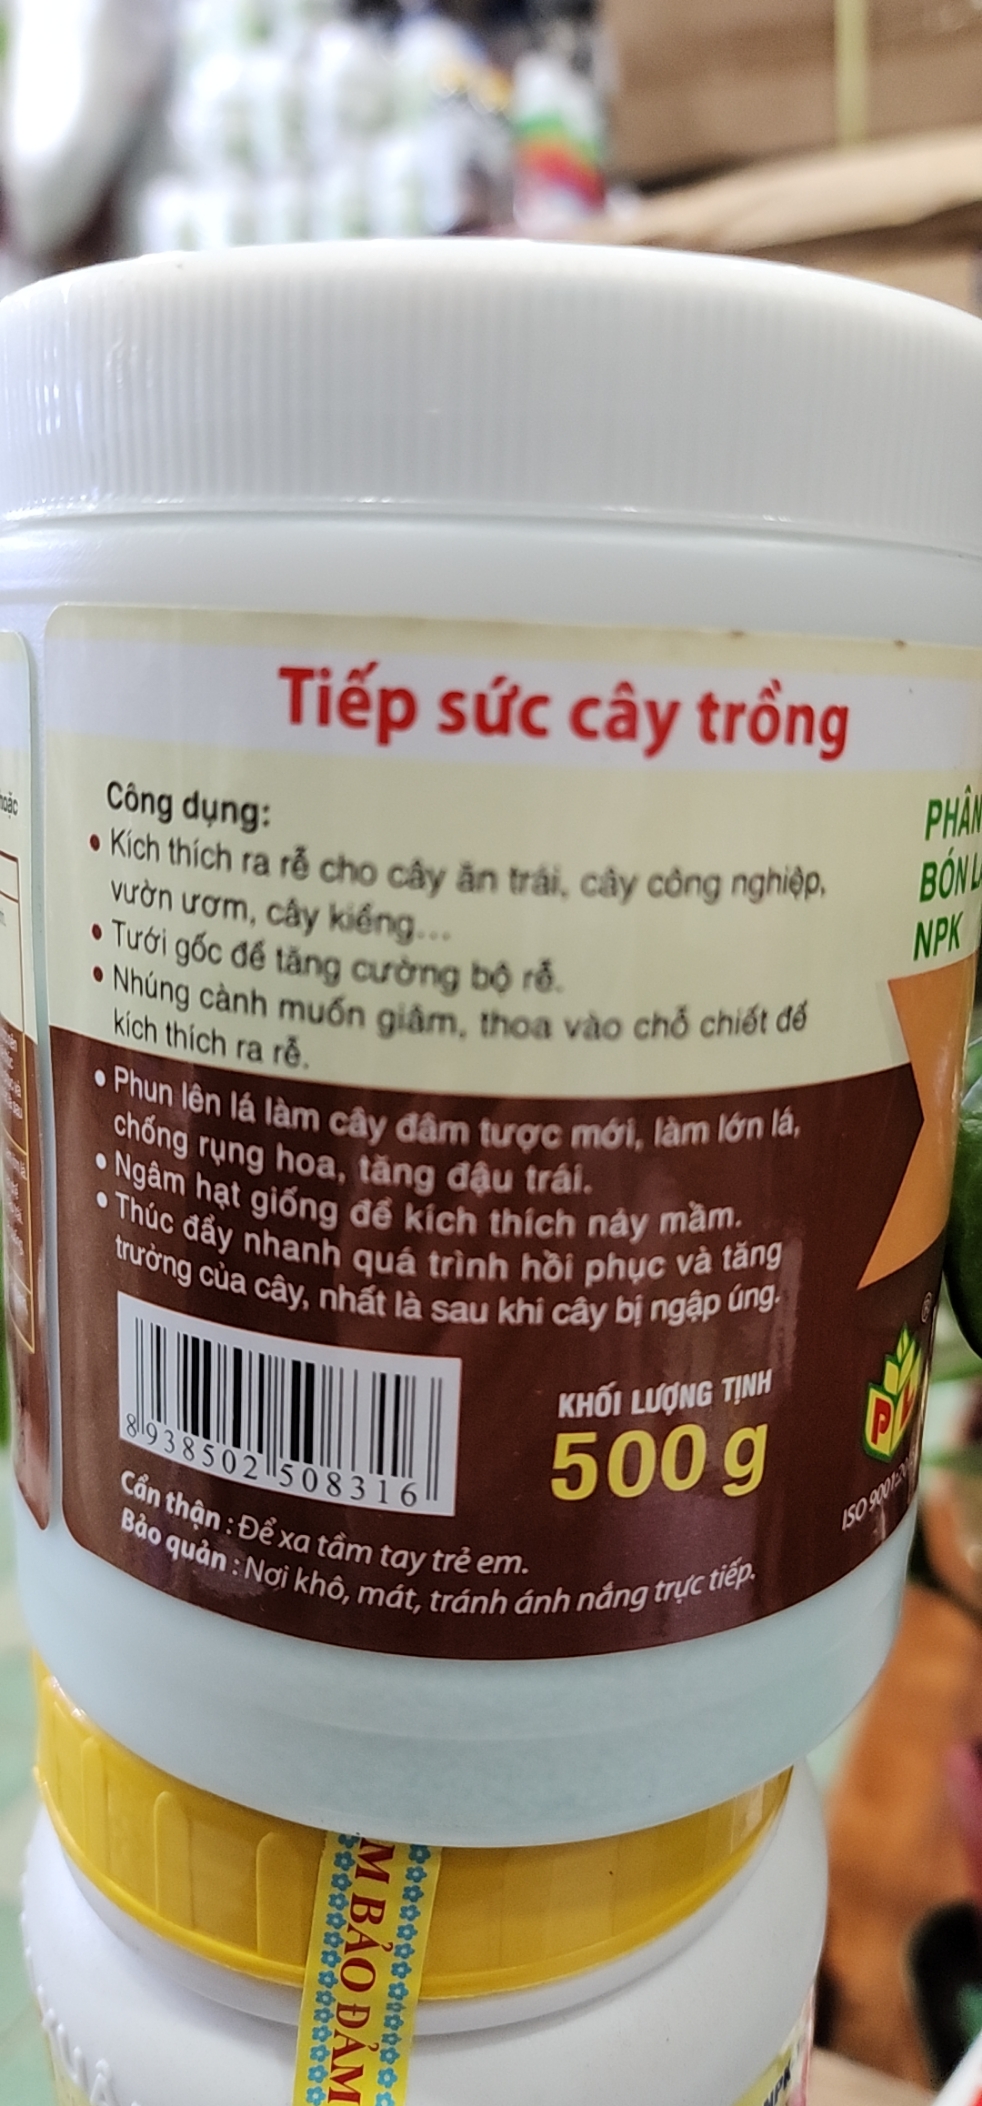 Tiếp sức cây trồng
Công dụng:
• Kích thích ra rễ cho cây ăn trái, cây công nghiệp,
vườn ươm, cây kiểng...
• Tưới gốc để tăng cường bộ rễ.
• Nhúng cành muốn giâm, thoa vào chỗ chiết để
kích thích ra rễ.
• Phun lên lá làm cây đâm tược mới, làm lớn lá,
chống rụng hoa, tăng đậu trái.
• Ngâm hạt giống để kích thích nảy mầm.
• Thúc đẩy nhanh quá trình hồi phục và tăng
trưởng của cây, nhất là sau khi cây bị ngập úng.
8938502508316
KHỐI LƯỢNG TỊNH
500 g
Cẩn thận : Để xa tầm tay trẻ em.
Bảo quản : Nơi khô, mát, tránh ánh nắng trực tiếp.
PHÂN
BÓN
NPK
®
P
ISO 9001:
BẢO ĐẢM
NPK